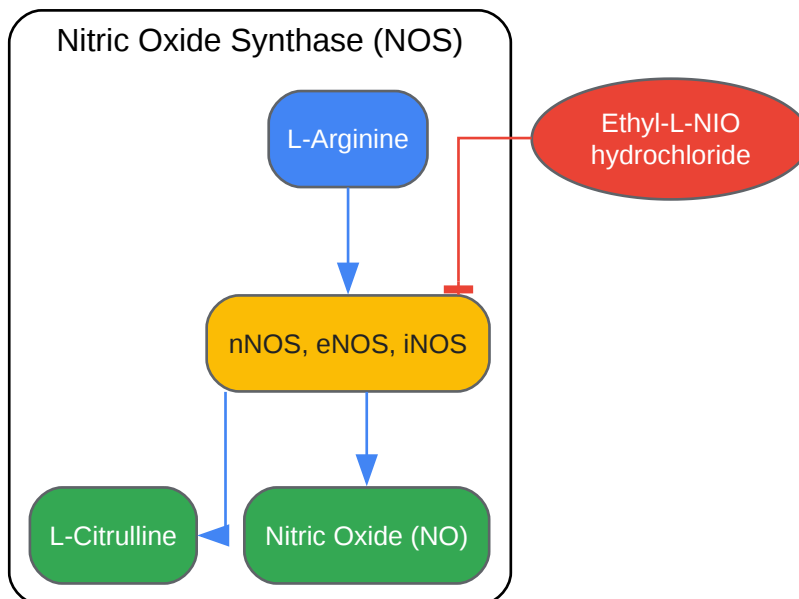 Nitric Oxide Synthase (NOS)
L-Arginine
Ethyl-L-NIO
hydrochloride
nNOS, eNOS, iNOS
L-Citrulline
Nitric Oxide (NO)